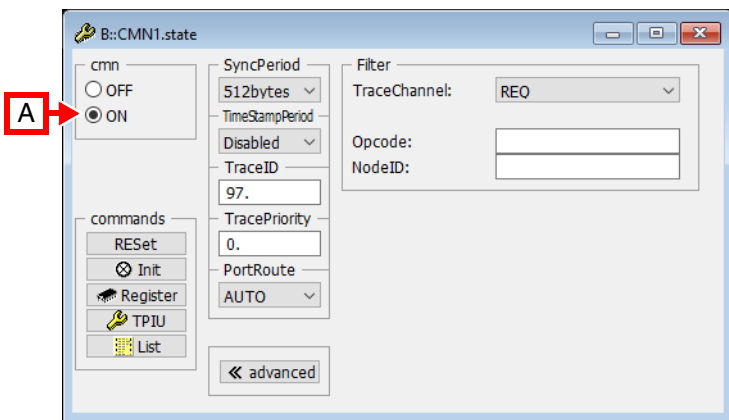 B::CMN1.state
A
cmn
OFF
ON
commands
RESet
Init
Register
TPIU
List
SyncPeriod
512bytes
TimeStampPeriod
Disabled
TraceID
97.
TracePriority
0.
PortRoute
AUTO
advanced
Filter
TraceChannel: REQ
Opcode:
NodeID: